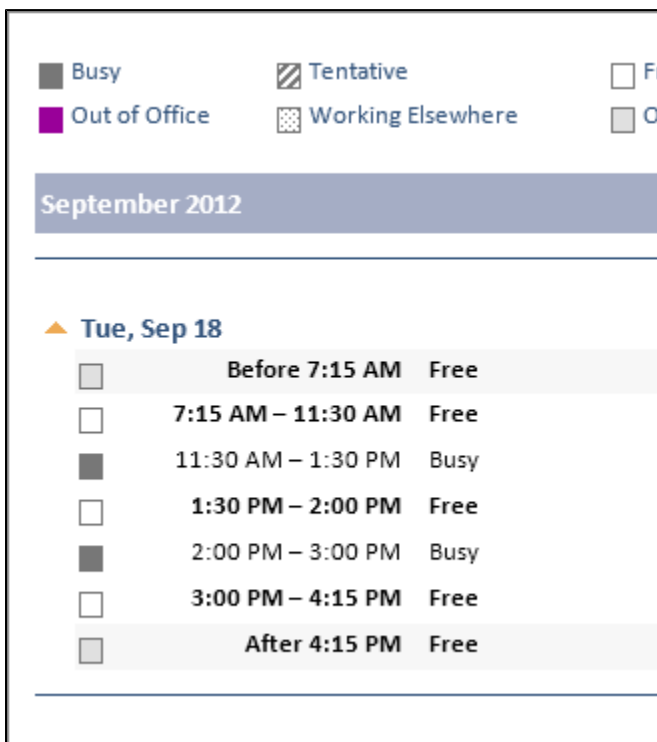 Busy Tentative
Out of Office Working Elsewhere
September 2012
Tue, Sep 18
Before 7:15 AM Free
7:15 AM – 11:30 AM Free
11:30 AM – 1:30 PM Busy
1:30 PM – 2:00 PM Free
2:00 PM – 3:00 PM Busy
3:00 PM – 4:15 PM Free
After 4:15 PM Free